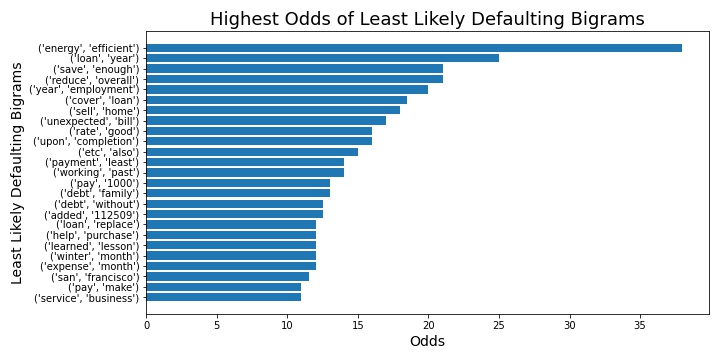 Highest Odds of Least Likely Defaulting Bigrams
Least Likely Defaulting Bigrams
('energy', 'efficient')
('loan', 'year')
('save', 'enough')
('reduce', 'overall')
('year', 'employment')
('cover', 'loan')
('sell', 'home')
('unexpected', 'bill')
('rate', 'good')
('upon', 'completion')
('etc', 'also')
('payment', 'least')
('working', 'past')
('pay', '1000')
('debt', 'family')
('debt', 'without')
('added', '112509')
('loan', 'replace')
('help', 'purchase')
('learned', 'lesson')
('winter', 'month')
('expense', 'month')
('san', 'francisco')
('pay', 'make')
('service', 'business')
0 5 10 15 20 25 30 35
Odds